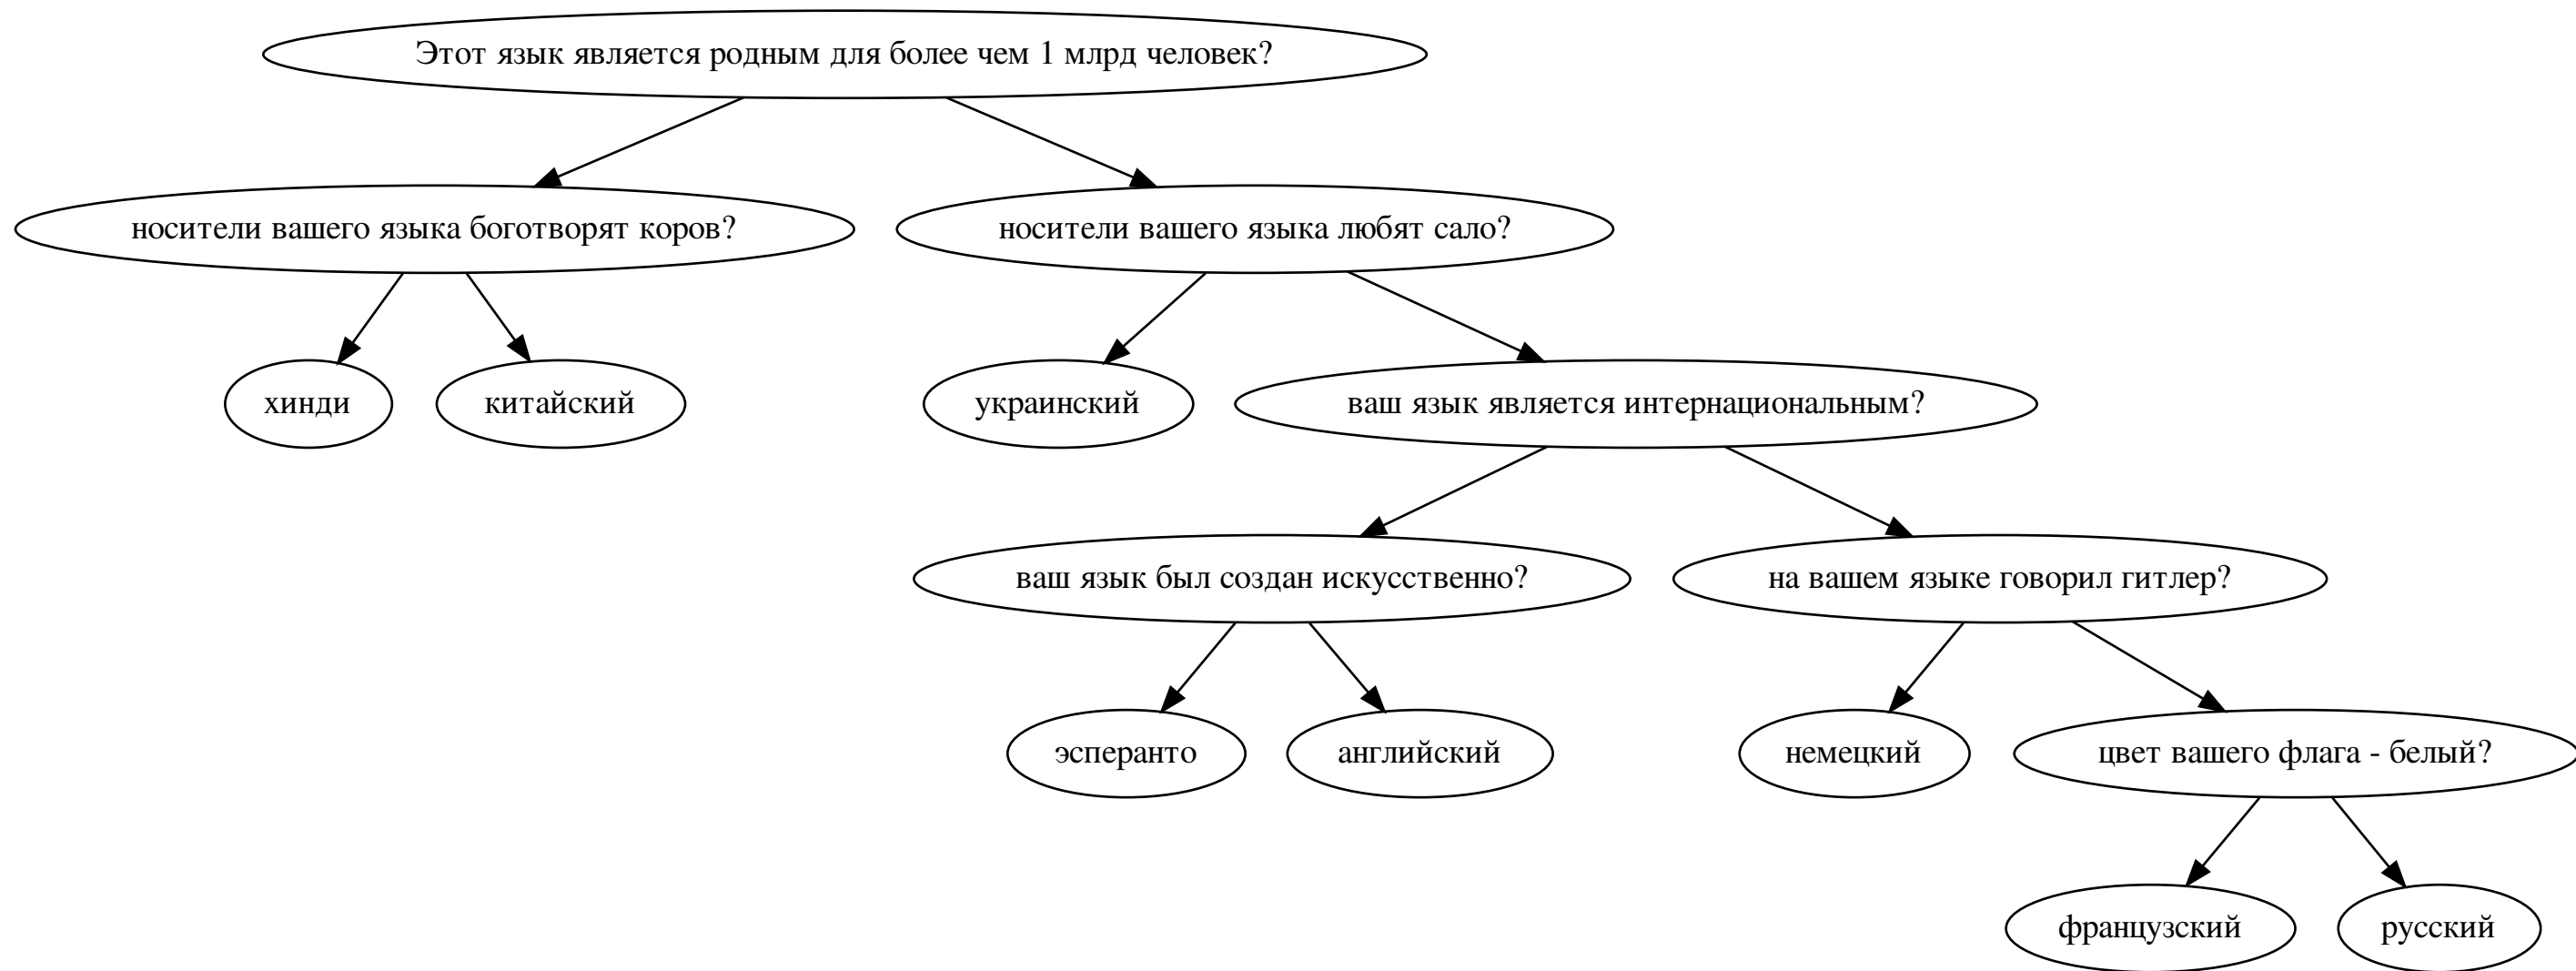 Этот язык является родным для более чем 1 млрд человек?
носители вашего языка боготворят коров?
носители вашего языка любят сало?
хинди
китайский
украинский
ваш язык является интернациональным?
ваш язык был создан искусственно?
на вашем языке говорил гитлер?
эсперанто
английский
немецкий
цвет вашего флага - белый?
французский
русский